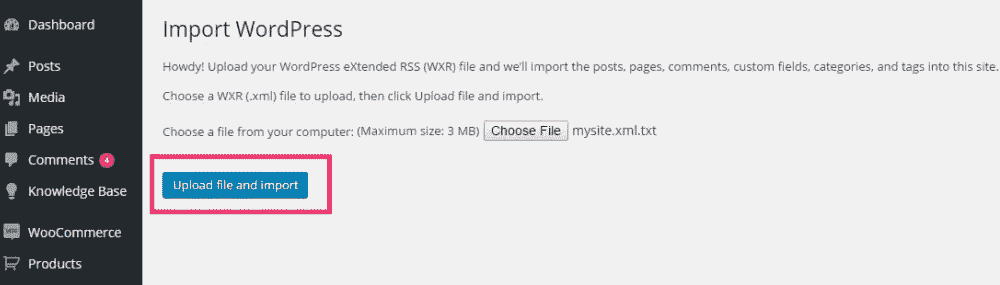 Dashboard
Posts
Media
Pages
Comments 4
Knowledge Base
WooCommerce
Products
Import WordPress
Howdy! Upload your WordPress eXtended RSS (WXR) file and we'll import the posts, pages, comments, custom fields, categories, and tags into this site.
Choose a WXR (.xml) file to upload, then click Upload file and import.
Choose a file from your computer: (Maximum size: 3 MB) Choose File mysite.xml.txt
Upload file and import